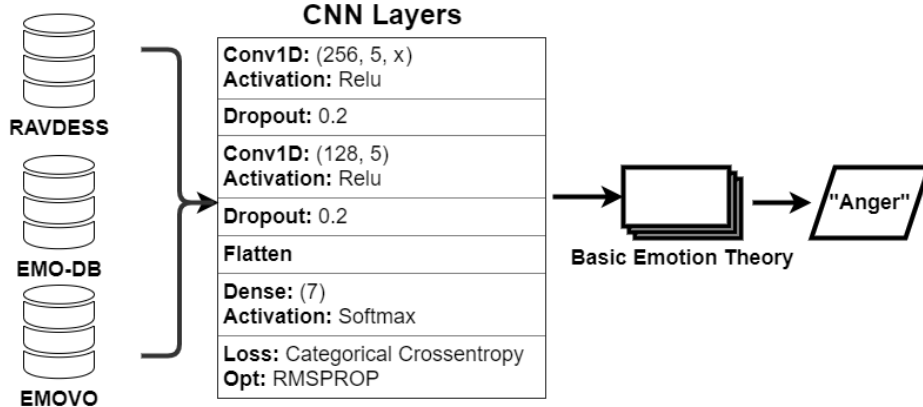 CNN Layers
RAVDESS
EMO-DB
EMOVO
Conv1D: (256, 5, x)
Activation: Relu
Dropout: 0.2
Conv1D: (128, 5)
Activation: Relu
Dropout: 0.2
Flatten
Dense: (7)
Activation: Softmax
Loss: Categorical Crossentropy
Opt: RMSPROP
Basic Emotion Theory
"Anger"